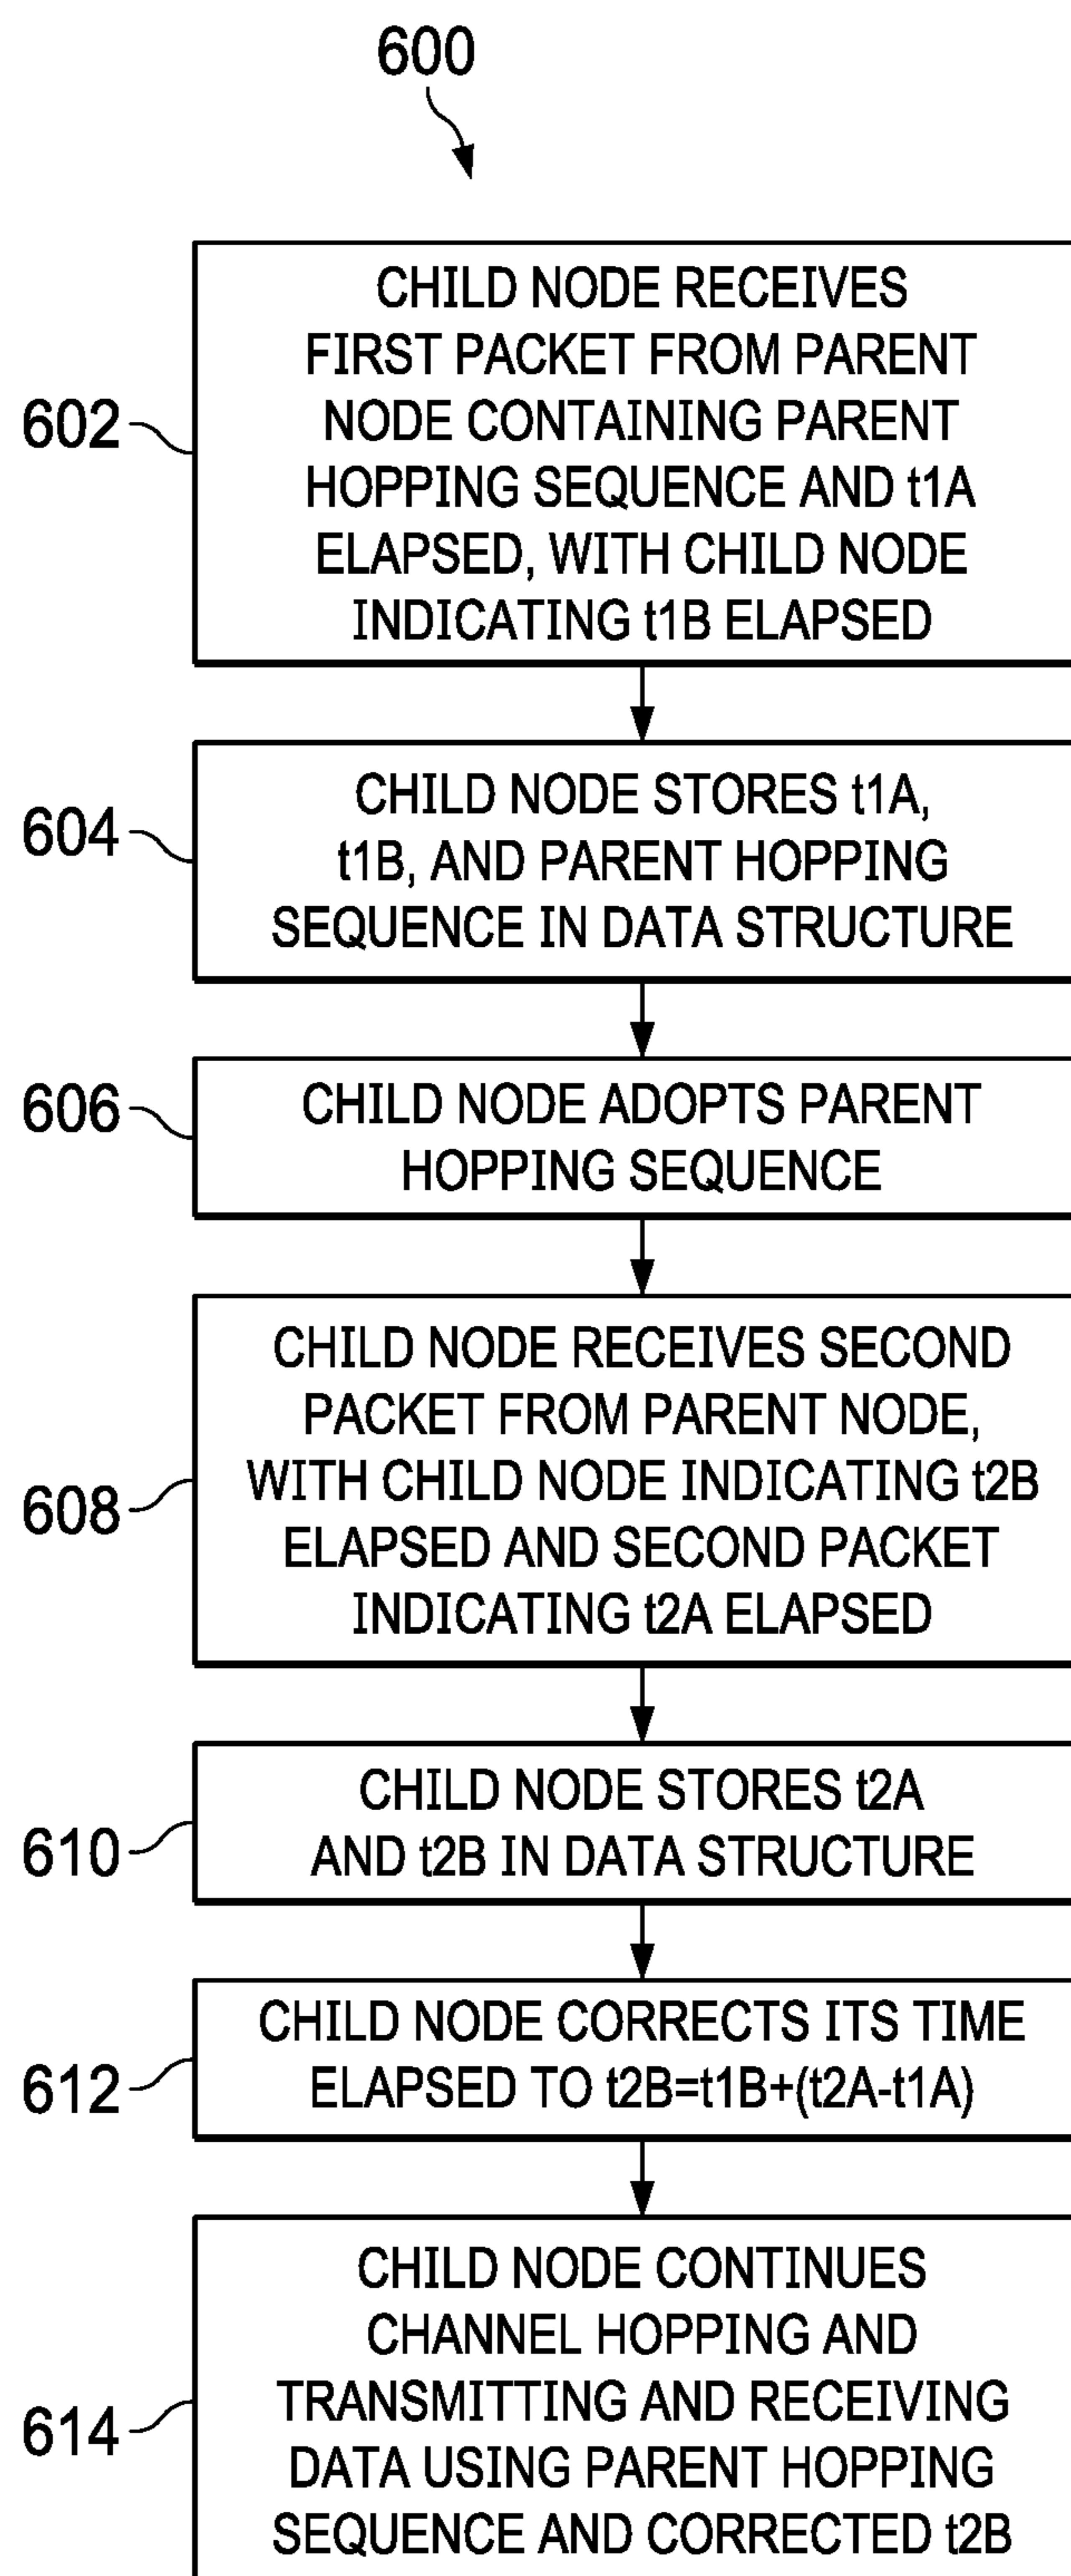 600
602
CHILD NODE RECEIVES
FIRST PACKET FROM PARENT
NODE CONTAINING PARENT
HOPPING SEQUENCE AND t1A
ELAPSED, WITH CHILD NODE
INDICATING t1B ELAPSED
604
CHILD NODE STORES t1A,
t1B, AND PARENT HOPPING
SEQUENCE IN DATA STRUCTURE
606
CHILD NODE ADOPTS PARENT
HOPPING SEQUENCE
608
CHILD NODE RECEIVES SECOND
PACKET FROM PARENT NODE,
WITH CHILD NODE INDICATING t2B
ELAPSED AND SECOND PACKET
INDICATING t2A ELAPSED
610
CHILD NODE STORES t2A
AND t2B IN DATA STRUCTURE
612
CHILD NODE CORRECTS ITS TIME
ELAPSED TO t2B=t1B+(t2A-t1A)
614
CHILD NODE CONTINUES
CHANNEL HOPPING AND
TRANSMITTING AND RECEIVING
DATA USING PARENT HOPPING
SEQUENCE AND CORRECTED t2B